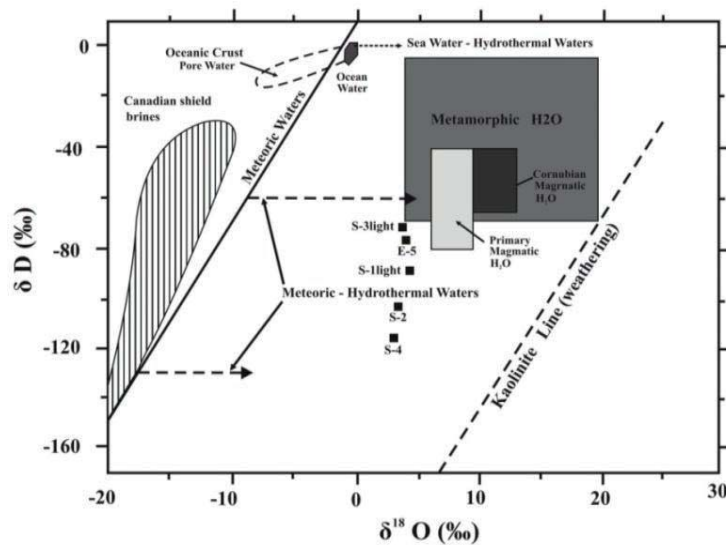 0
-40
-80
-120
-160
δ D (‰)
-20
-10
0
10
20
30
δ18 O (‰)
Oceanic Crust
Pore Water
Sea Water - Hydrothermal Waters
Ocean
Water
Canadian shield
brines
Meteoric Waters
Metamorphic H2O
Cornubian
Magrnatic
H2O
Primary
Magmatic
H2O
S-3light
E-5
S-1light
Meteoric - Hydrothermal Waters
S-2
S-4
Kaolinite Line (weathering)